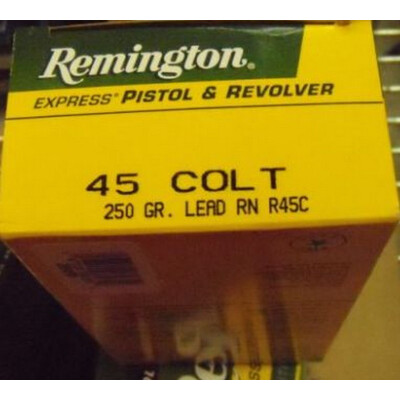 Remington®
EXPRESS® PISTOL & REVOLVER
45 COLT
250 GR. LEAD RN R45C